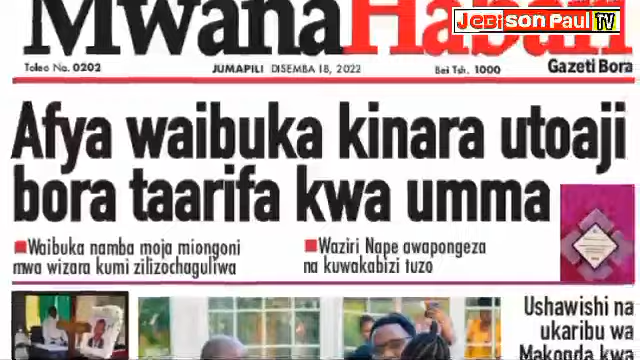 JEBISON PAUL TV
MwanaHabari
Toleo No. 0202 JUMAPILI DISEMBA 18, 2022 Bei Tsh. 1000 Gazeti Bora
Afya waibuka kinara utoaji
bora taarifa kwa umma
Waibuka namba moja miongoni
mwa wizara kumi zilizochaguliwa
Waziri Nape awapongeza
na kuwakabizi tuzo
Ushawishi na
ukaribu wa
Makonda kwa